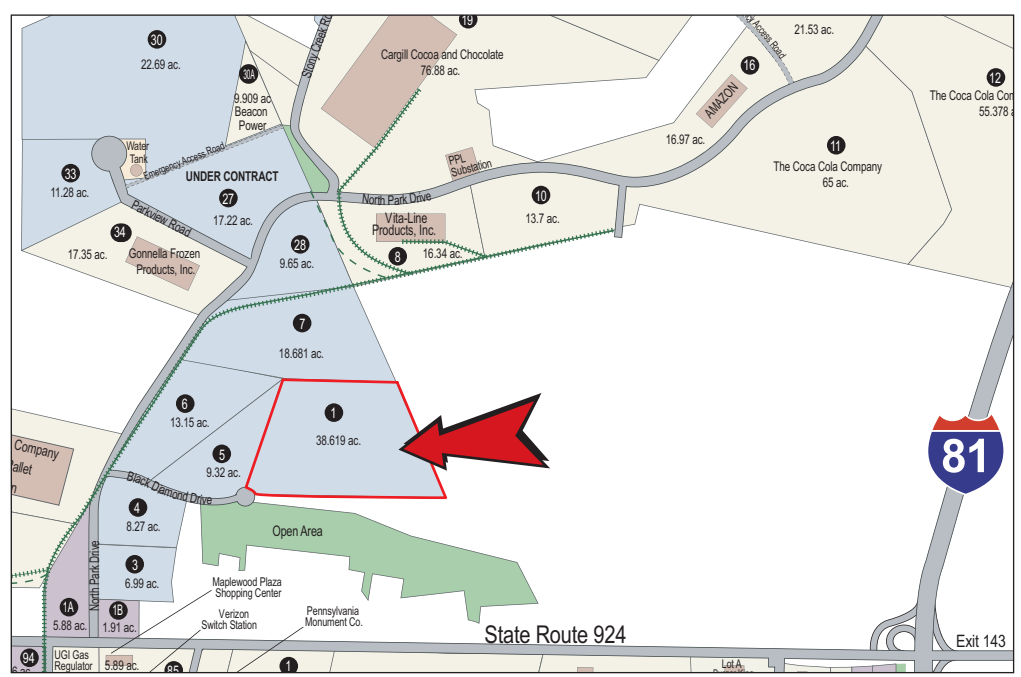 19
30
22.69 ac.
Stony Creek Ro
Cargill Cocoa and Chocolate
76.88 ac.
21.53 ac.
Access Road
16
AMAZON
16.97 ac.
12
The Coca Cola Con
55.378 a
30A
9.909 ac
Beacon
Power
Water
Tank
Emergency Access Road
33
11.28 ac.
UNDER CONTRACT
27
17.22 ac.
PPL
Substation
11
The Coca Cola Company
65 ac.
North Park Drive
10
13.7 ac.
Parkview Road
34
17.35 ac.
Gonnella Frozen
Products, Inc.
28
9.65 ac.
Vita-Line
Products, Inc.
8
16.34 ac.
7
18.681 ac.
6
13.15 ac.
1
38.619 ac.
5
9.32 ac.
81
Company
allet
n
Black Diamond Drive
4
8.27 ac.
Open Area
3
6.99 ac.
North Park Drive
Maplewood Plaza
Shopping Center
1A
5.88 ac.
1B
1.91 ac.
Verizon
Switch Station
Pennsylvania
Monument Co.
State Route 924
Exit 143
94
UGI Gas
Regulator
5.89 ac.
85
1
Lot A